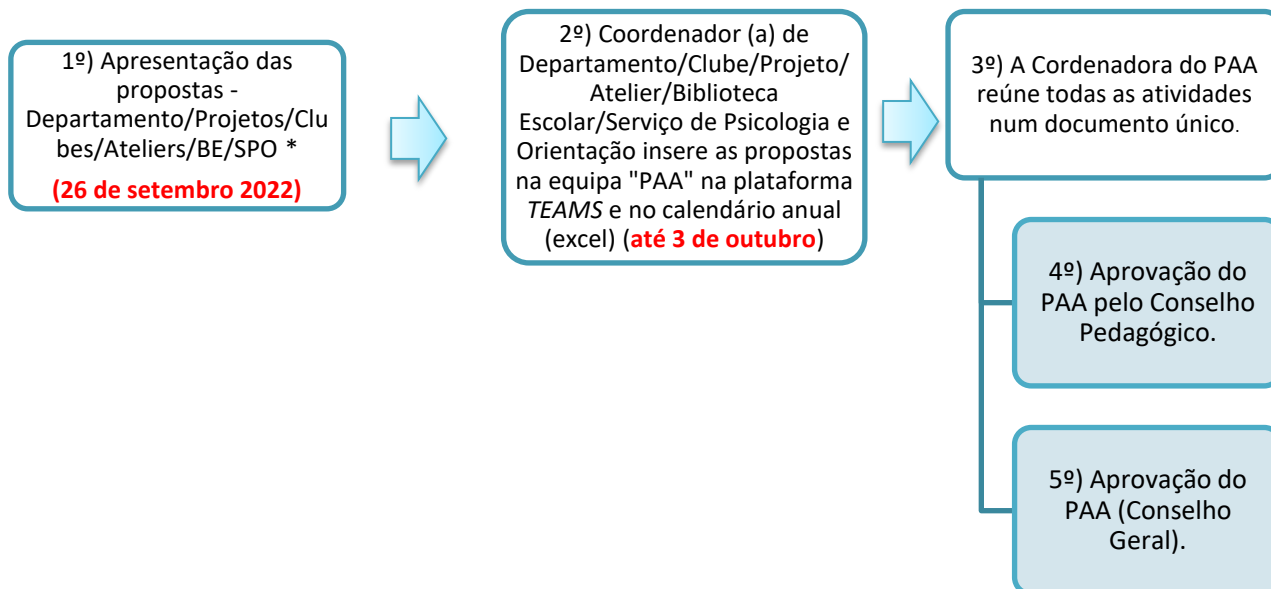 1º) Apresentação das
propostas -
Departamento/Projetos/Clu
bes/Ateliers/BE/SPO *
(26 de setembro 2022)
2º) Coordenador (a) de
Departamento/Clube/Projeto/
Atelier/Biblioteca
Escolar/Serviço de Psicologia e
Orientação insere as propostas
na equipa "PAA" na plataforma
TEAMS e no calendário anual
(excel) (até 3 de outubro)
3º) A Cordenadora do PAA
reúne todas as atividades
num documento único.
4º) Aprovação do
PAA pelo Conselho
Pedagógico.
5º) Aprovação do
PAA (Conselho
Geral).